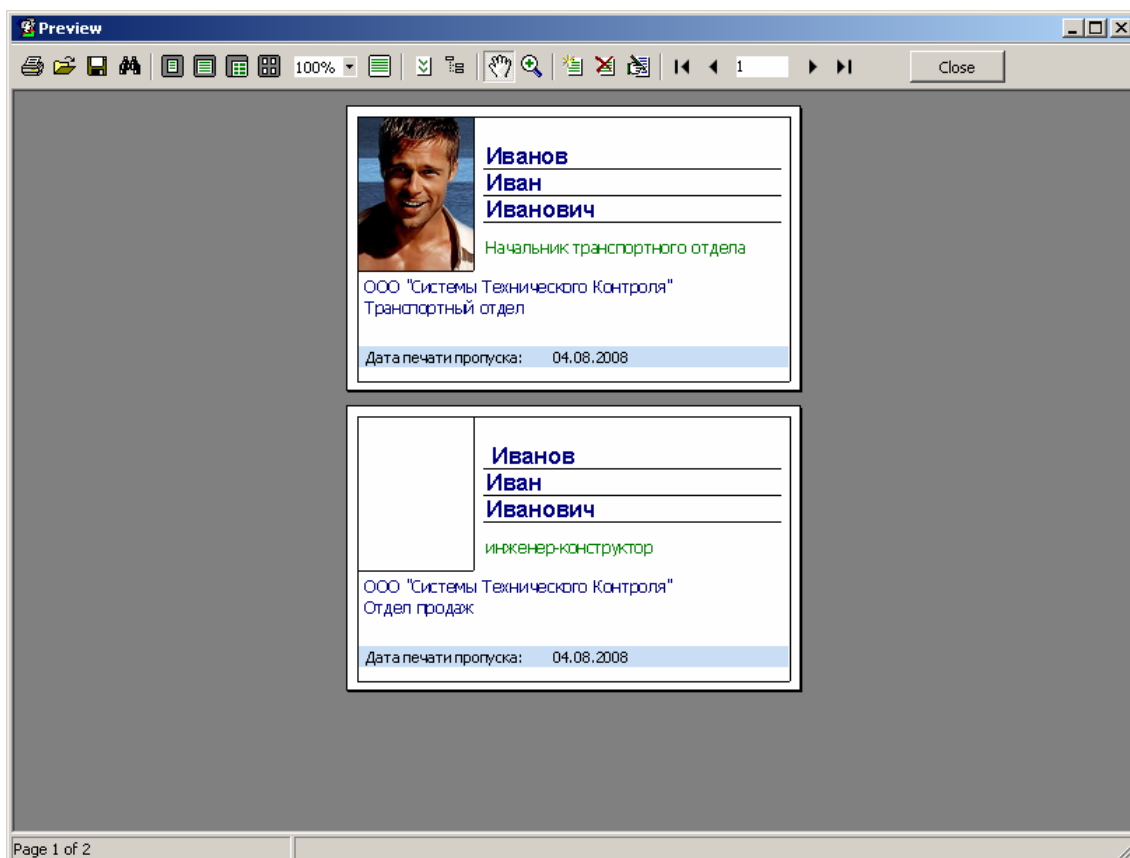 Preview
100%
1
Close
Иванов
Иван
Иванович
Начальник транспортного отдела
ООО "Системы Технического Контроля"
Транспортный отдел
Дата печати пропуска: 04.08.2008
Иванов
Иван
Иванович
инженер-конструктор
ООО "Системы Технического Контроля"
Отдел продаж
Дата печати пропуска: 04.08.2008
Page 1 of 2